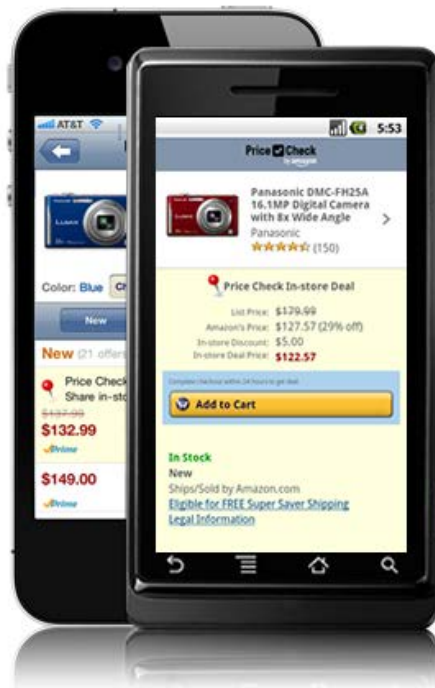 AT&T
LUMIX
Color: Blue
New
New (21 offers
Price Check
Share in-sto
$137.99
$132.99
Prime
$149.00
Prime
5:53
Price Check
by amazon
Panasonic DMC-FH25A
16.1MP Digital Camera
with 8x Wide Angle
Panasonic
(150)
Price Check In-store Deal
List Price: $179.99
Amazon's Price: $127.57 (29% off)
In-store Discount: $5.00
In-store Deal Price: $122.57
Complete checkout within 24 hours to get deal
Add to Cart
In Stock
New
Ships/Sold by Amazon.com
Eligible for FREE Super Saver Shipping
Legal Information